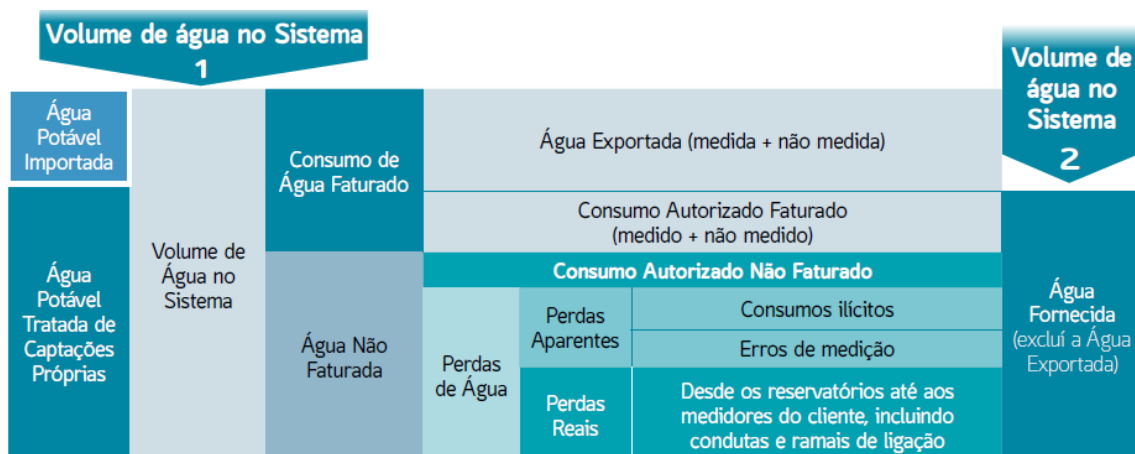 Volume de água no Sistema
1
Volume de
água no
Sistema
2
Água
Potável
Importada
Água
Potável
Tratada de
Captações
Próprias
Volume de
Água no
Sistema
Consumo de
Água Faturado
Água Não
Faturada
Água Exportada (medida + não medida)
Consumo Autorizado Faturado
(medido + não medido)
Consumo Autorizado Não Faturado
Perdas
de Água
Perdas
Aparentes
Consumos ilícitos
Erros de medição
Perdas
Reais
Desde os reservatórios até aos
medidores do cliente, incluindo
condutas e ramais de ligação
Água
Fornecida
(excluí a Água
Exportada)